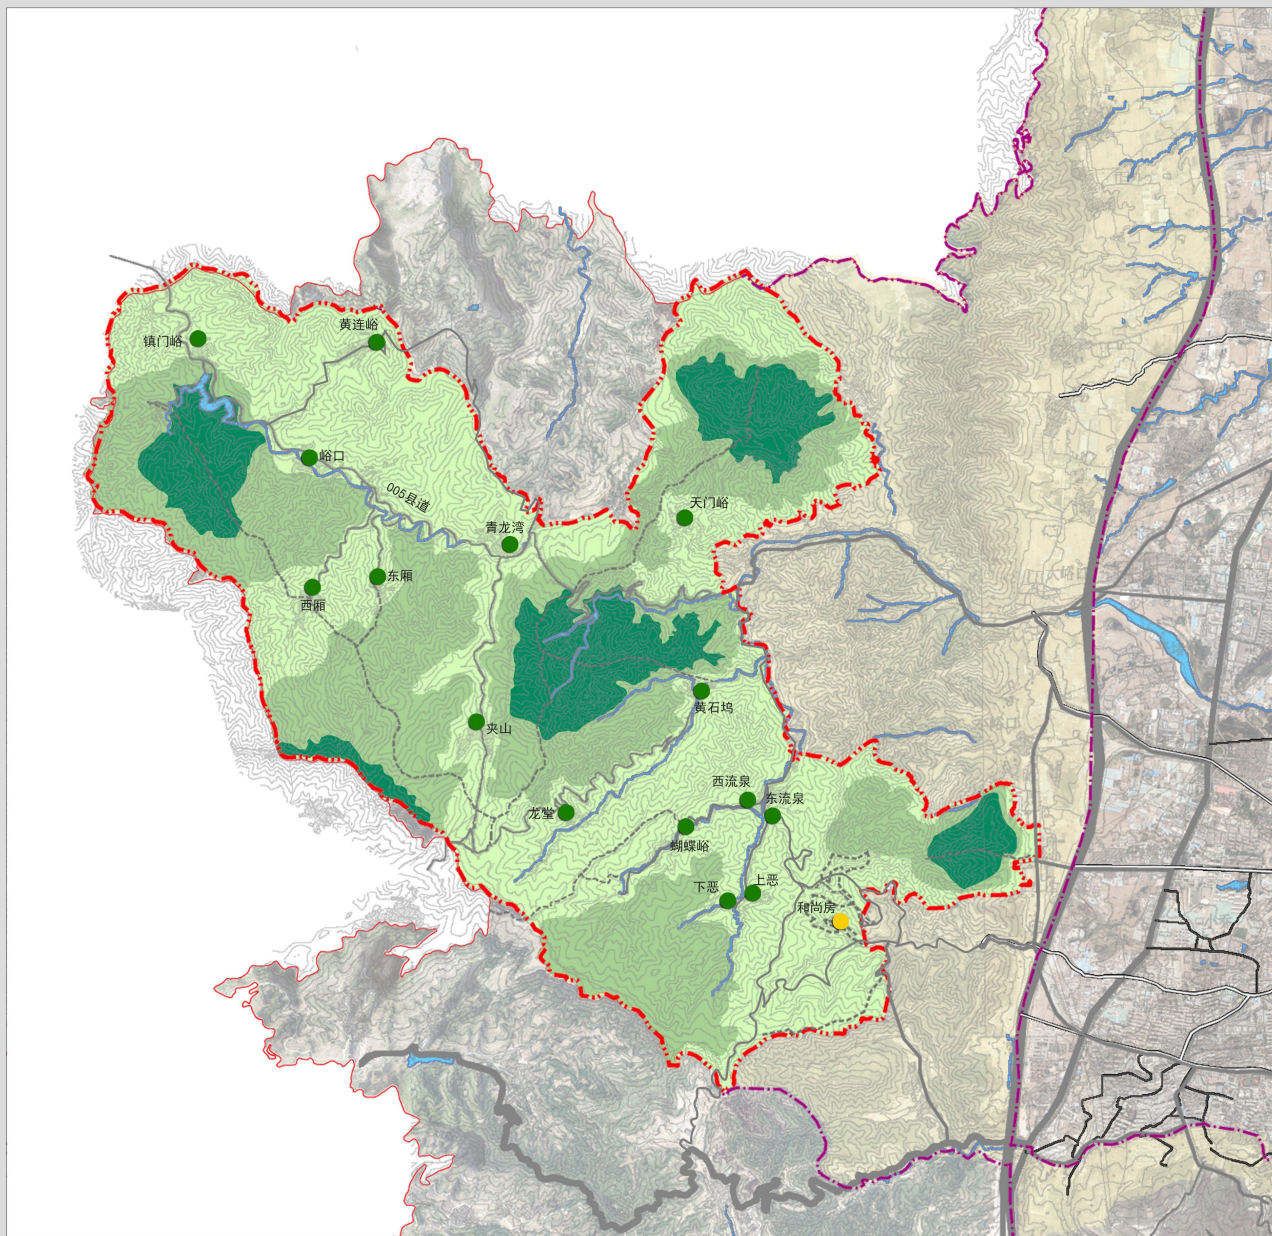 黄连峪
镇门峪
峪口
005县道
天门峪
青龙湾
东厢
西厢
黄石坞
夹山
西流泉
东流泉
龙堂
蝴蝶峪
上恶
下恶
和尚房